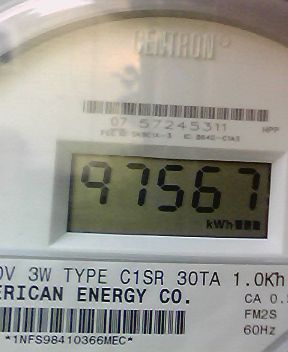 CENTRON®
07 57245311 HPP
97567
kWh
0V 3W TYPE C1SR 30TA 1.0Kh
ERICAN ENERGY CO. CA 0.
FM2S
*1NFS98410366MEC* 60Hz